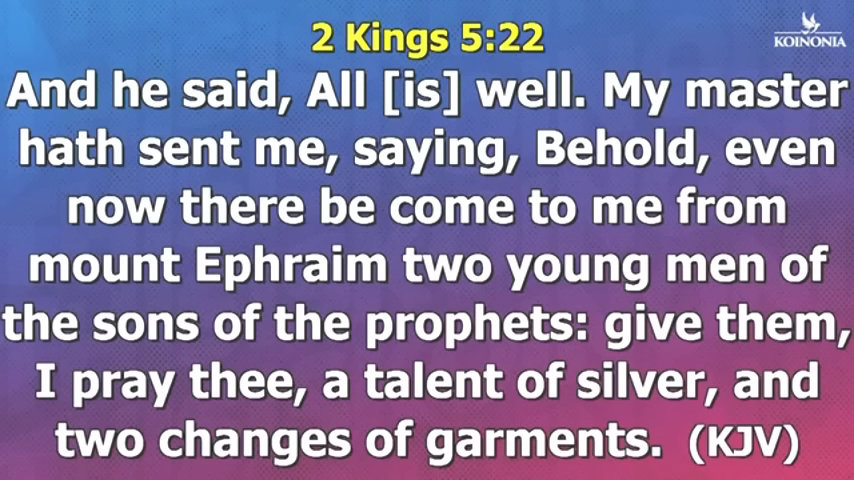 2 Kings 5:22
KOINONIA
And he said, All [is] well. My master
hath sent me, saying, Behold, even
now there be come to me from
mount Ephraim two young men of
the sons of the prophets: give them,
I pray thee, a talent of silver, and
two changes of garments. (KJV)